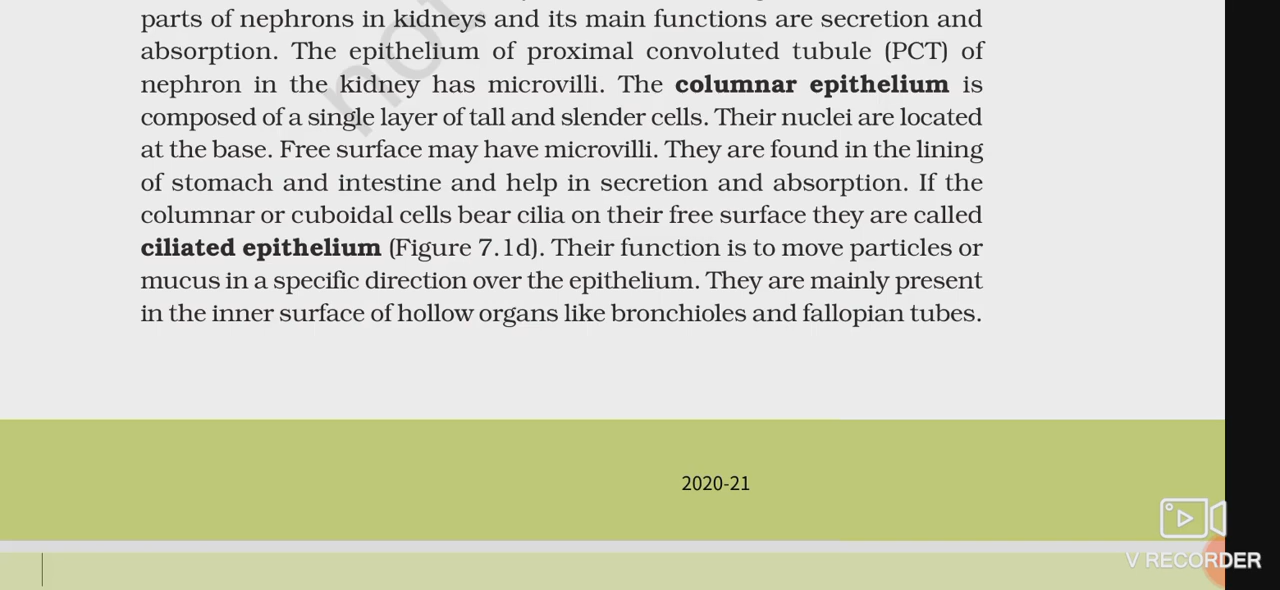 parts of nephrons in kidneys and its main functions are secretion and
absorption. The epithelium of proximal convoluted tubule (PCT) of
nephron in the kidney has microvilli. The columnar epithelium is
composed of a single layer of tall and slender cells. Their nuclei are located
at the base. Free surface may have microvilli. They are found in the lining
of stomach and intestine and help in secretion and absorption. If the
columnar or cuboidal cells bear cilia on their free surface they are called
ciliated epithelium (Figure 7.1d). Their function is to move particles or
mucus in a specific direction over the epithelium. They are mainly present
in the inner surface of hollow organs like bronchioles and fallopian tubes.
not
2020-21
V RECORDER